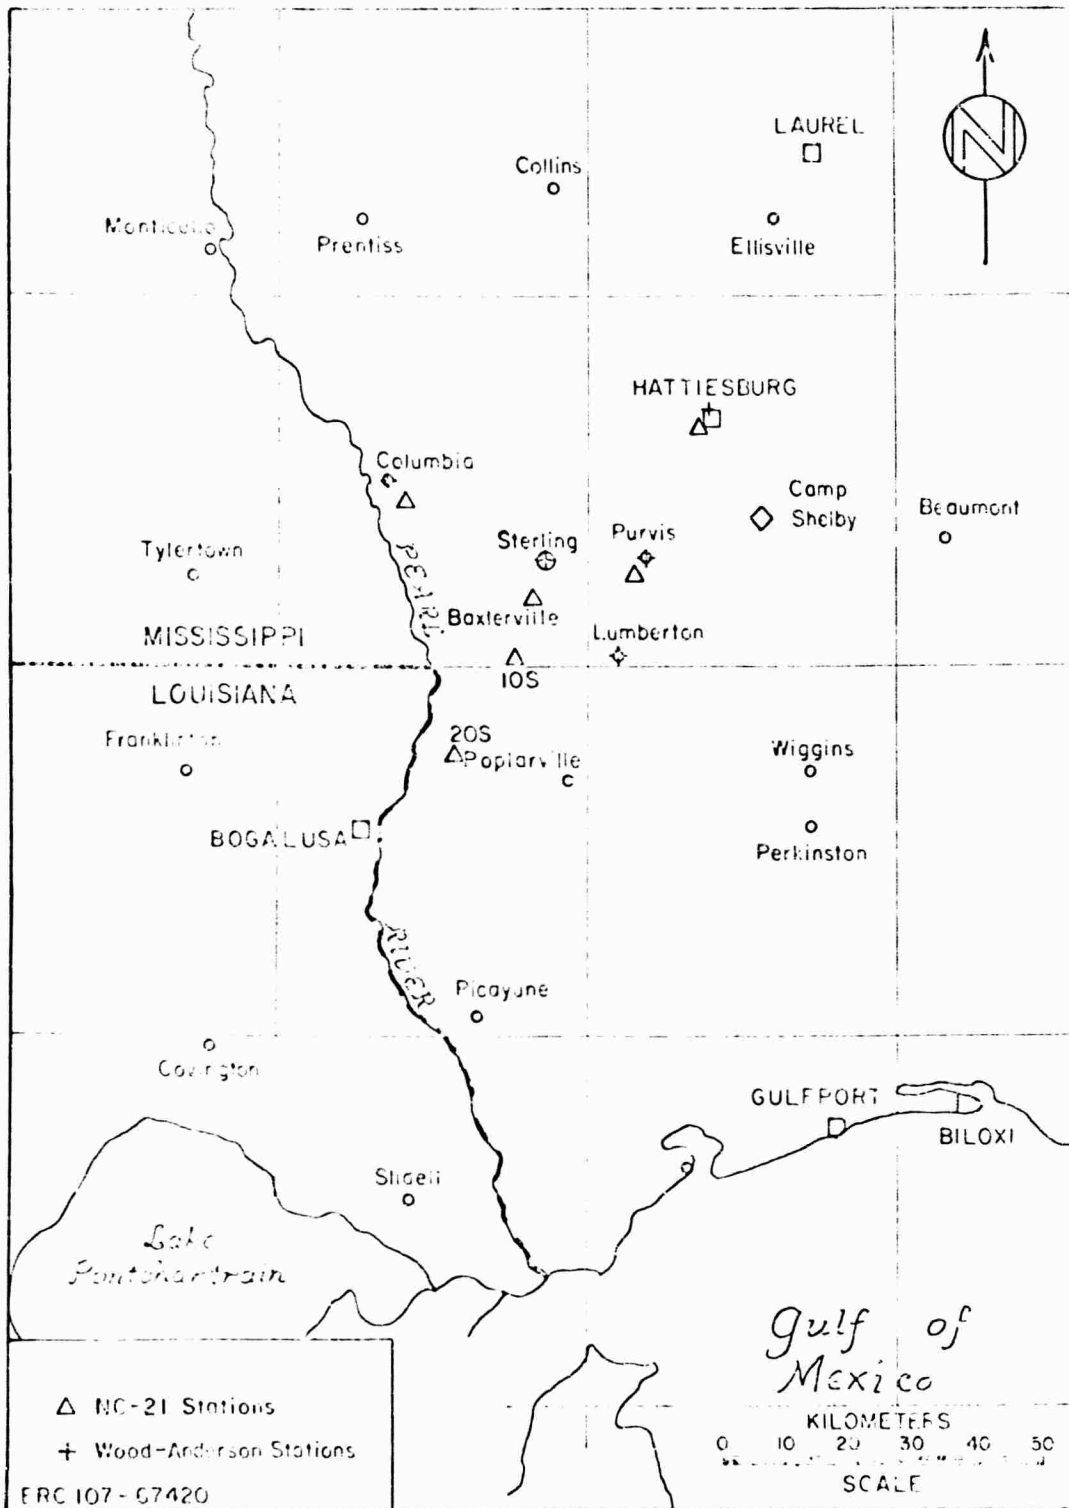 N
LAUREL
Collins
Monticello
Prentiss
Ellisville
HATTIESBURG
Columbia
Camp
Shelby
Beaumont
Sterling
Purvis
Tylertown
PEARL
Baxterville
Lumberton
MISSISSIPPI
10S
LOUISIANA
20S
Franklinton
Poplarville
Wiggins
BOGALUSA
Perkinston
RIVER
Picayune
Covington
GULFPORT
BILOXI
Slidell
Lake
Pontchartrain
Gulf of
Mexico
△ NC-21 Stations
+ Wood-Anderson Stations
KILOMETERS
0 10 20 30 40 50
SCALE
ERC 107-67420